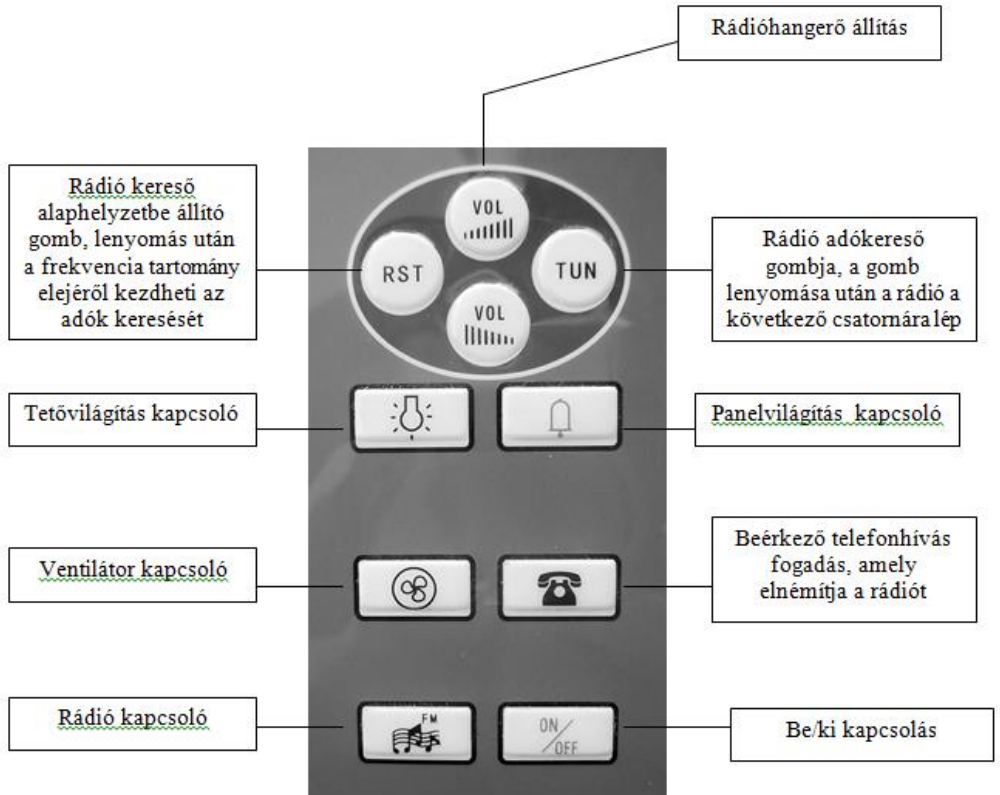 Rádióhangerő állítás
Rádió kereső
alaphelyzetbe állító
gomb, lenyomás után
a frekvencia tartomány
elejéről kezdheti az
adók keresését
VOL
RST
TUN
VOL
Rádió adókereső
gombja, a gomb
lenyomása után a rádió a
következő csatornára lép
Tetővilágítás kapcsoló
Panelvilágítás kapcsoló
Ventilátor kapcsoló
Beérkező telefonhívás
fogadás, amely
elnémítja a rádiót
Rádió kapcsoló
FM
ON/OFF
Be/ki kapcsolás